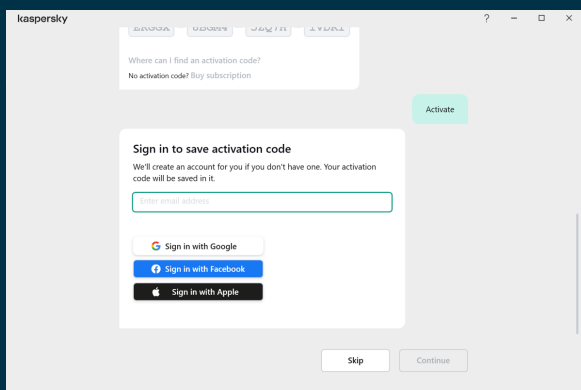 kaspersky
?
Where can I find an activation code?
No activation code? Buy subscription
Activate
Sign in to save activation code
We'll create an account for you if you don't have one. Your activation
code will be saved in it.
Enter email address
Sign in with Google
Sign in with Facebook
Sign in with Apple
Skip
Continue